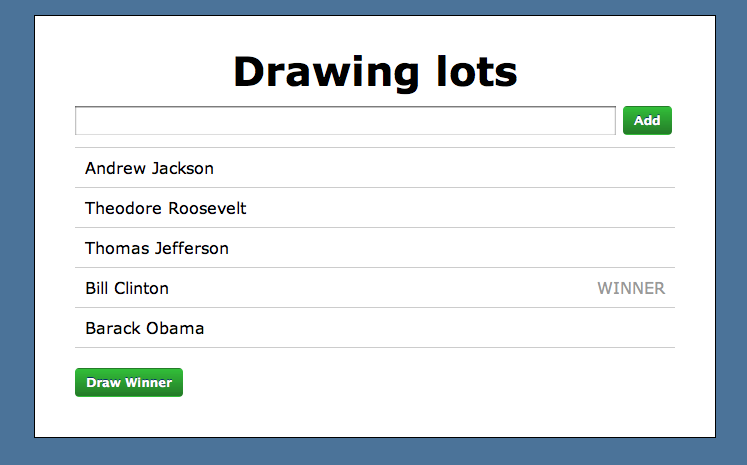 Drawing lots
Add
Andrew Jackson
Theodore Roosevelt
Thomas Jefferson
Bill Clinton WINNER
Barack Obama
Draw Winner